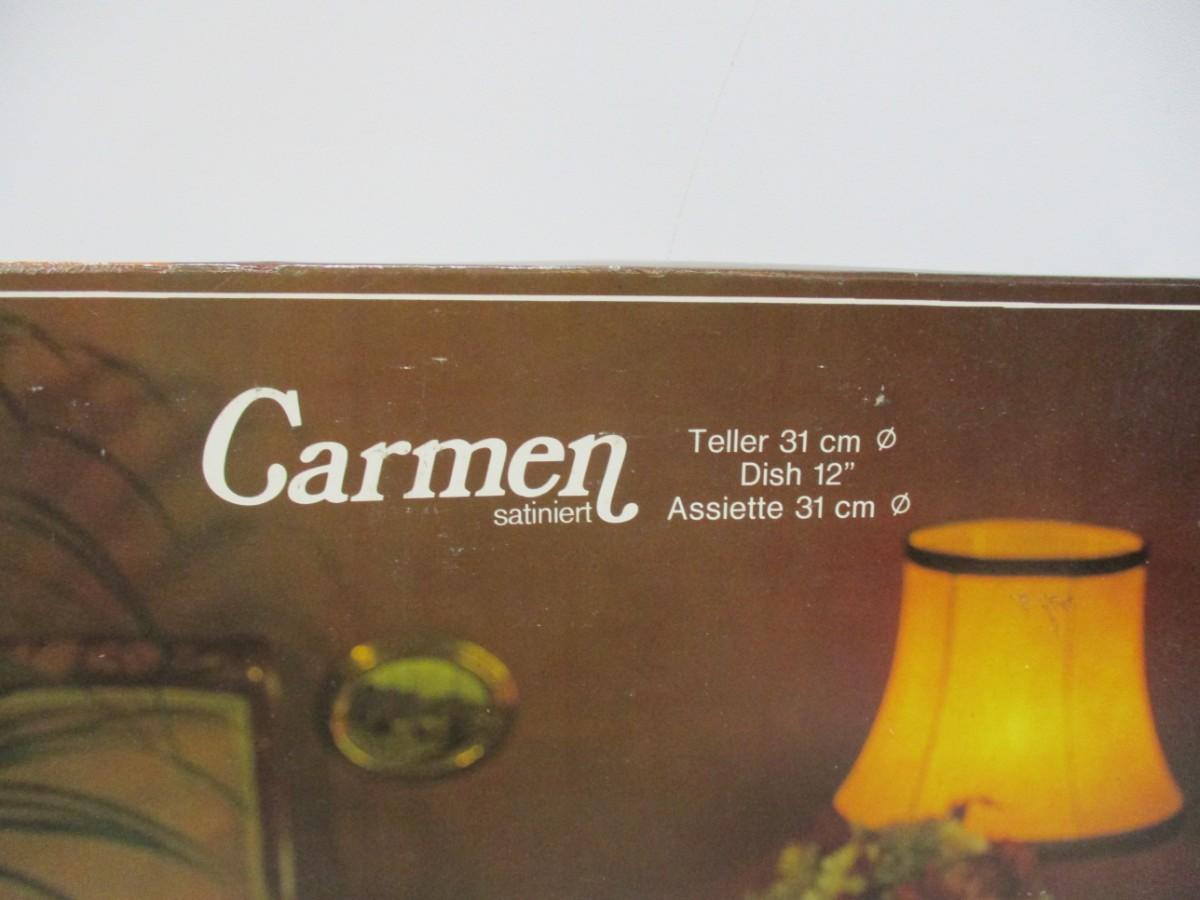 Carmen
satiniert
Teller 31 cm Ø
Dish 12”
Assiette 31 cm Ø